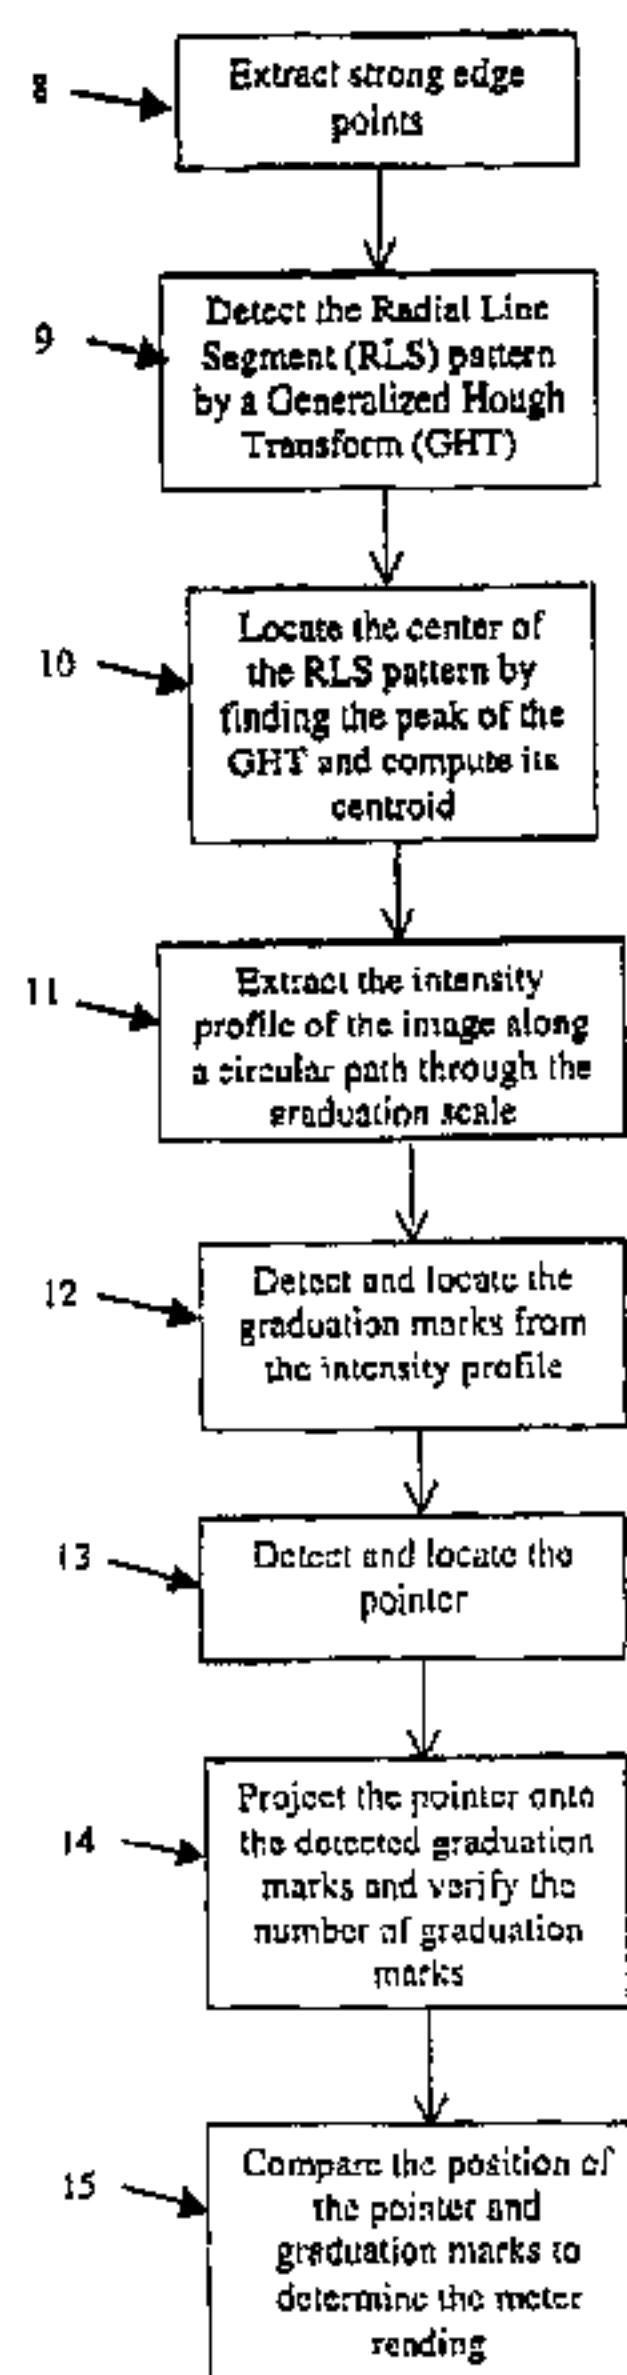 8
Extract strong edge
points
9
Detect the Radial Line
Segment (RLS) pattern
by a Generalized Hough
Transform (GHT)
10
Locate the center of
the RLS pattern by
finding the peak of the
GHT and compute its
centroid
11
Extract the intensity
profile of the image along
a circular path through the
graduation scale
12
Detect and locate the
graduation marks from
the intensity profile
13
Detect and locate the
pointer
14
Project the pointer onto
the detected graduation
marks and verify the
number of graduation
marks
15
Compare the position of
the pointer and
graduation marks to
determine the meter
reading